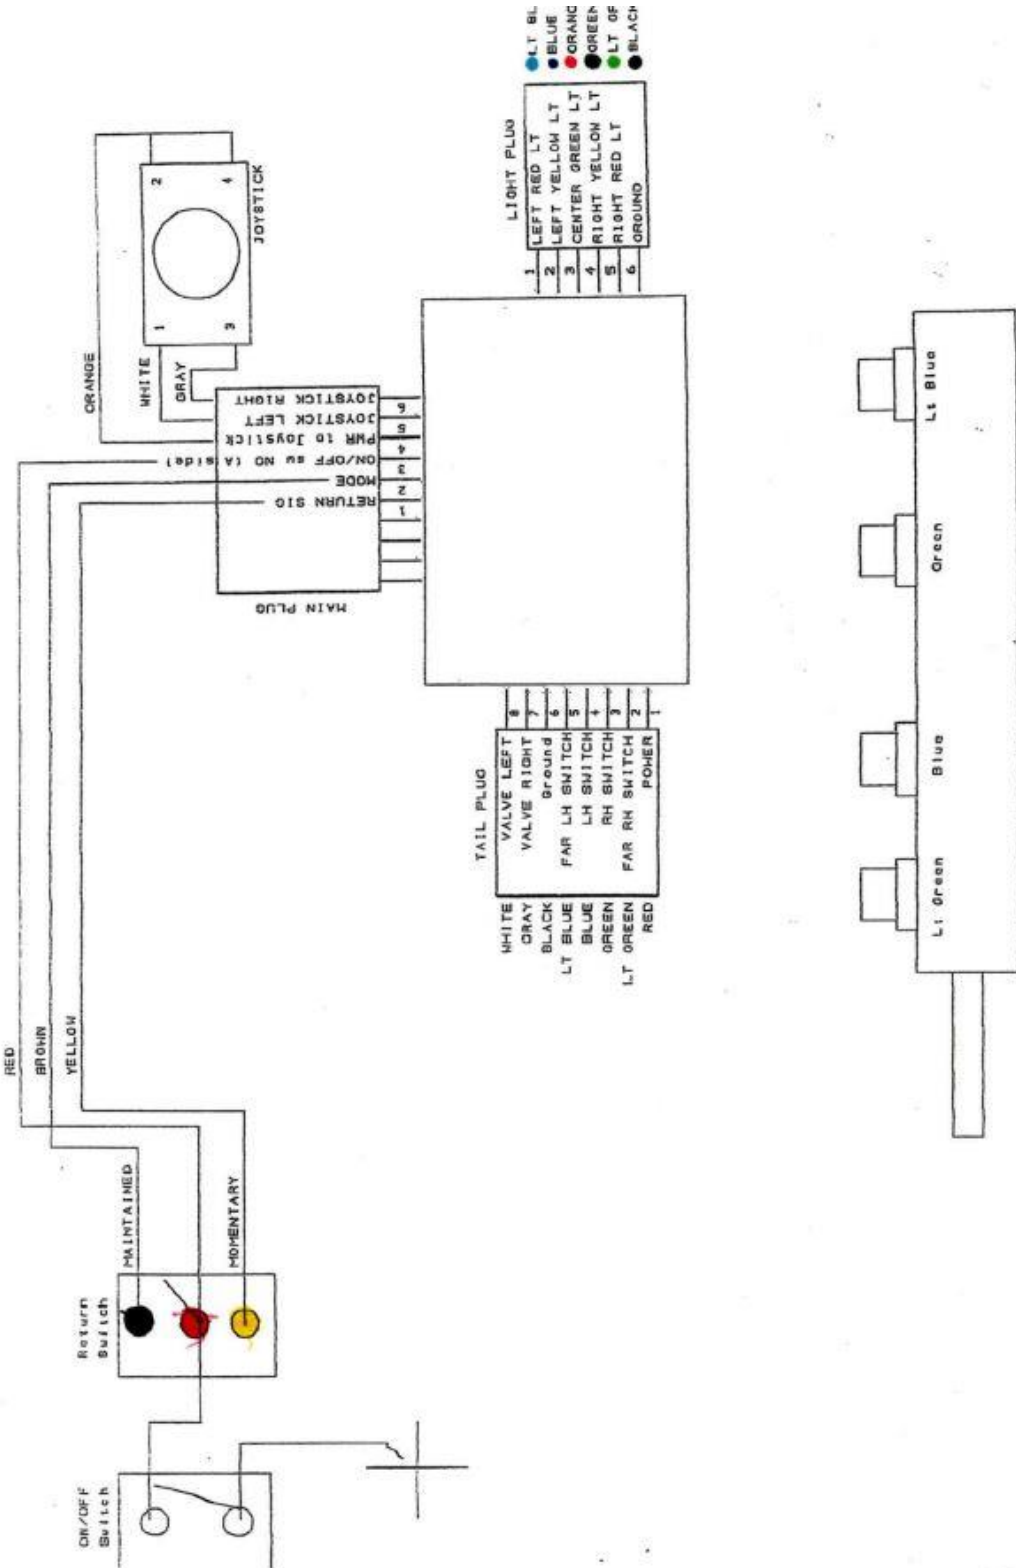 LT BL
BLUE
ORANG
GREEN
LT GR
BLACK
LIGHT PLUG
1 LEFT RED LT
2 LEFT YELLOW LT
3 CENTER GREEN LT
4 RIGHT YELLOW LT
5 RIGHT RED LT
6 GROUND
2
4
1
3
JOYSTICK
ORANGE
WHITE
GRAY
JOYSTICK RIGHT 6
JOYSTICK LEFT 5
PWR to Joystick 4
ON/OFF sw NO (A side) 3
MODE 2
RETURN SIG 1
MAIN PLUG
TAIL PLUG
WHITE VALVE LEFT 8
GRAY VALVE RIGHT 7
BLACK Ground 6
LT BLUE FAR LH SWITCH 5
BLUE LH SWITCH 4
GREEN RH SWITCH 3
LT GREEN FAR RH SWITCH 2
RED POWER 1
Lt Blue
Green
Blue
Lt Green
RED
BROWN
YELLOW
MAINTAINED
MOMENTARY
Return
Switch
ON/OFF
Switch